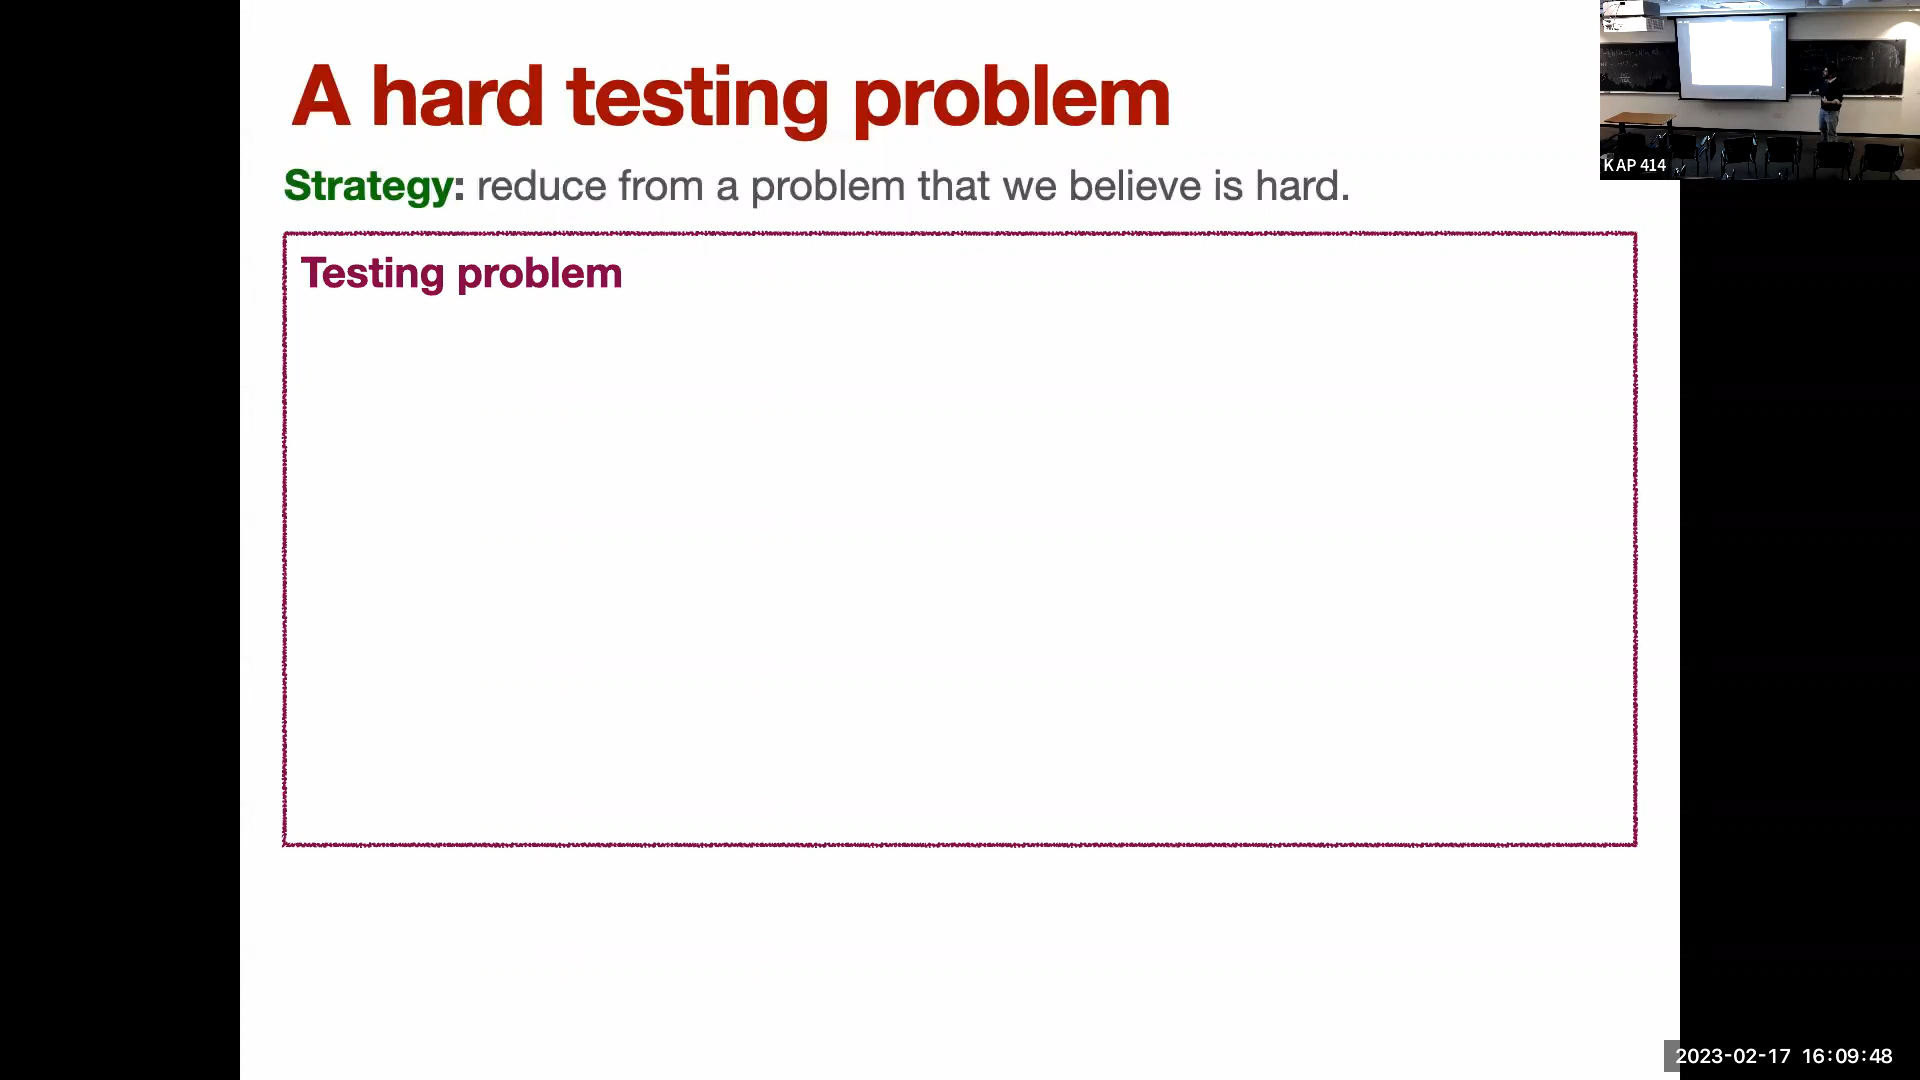 A hard testing problem
Strategy: reduce from a problem that we believe is hard.
Testing problem
KAP 414
2023-02-17 16:09:48